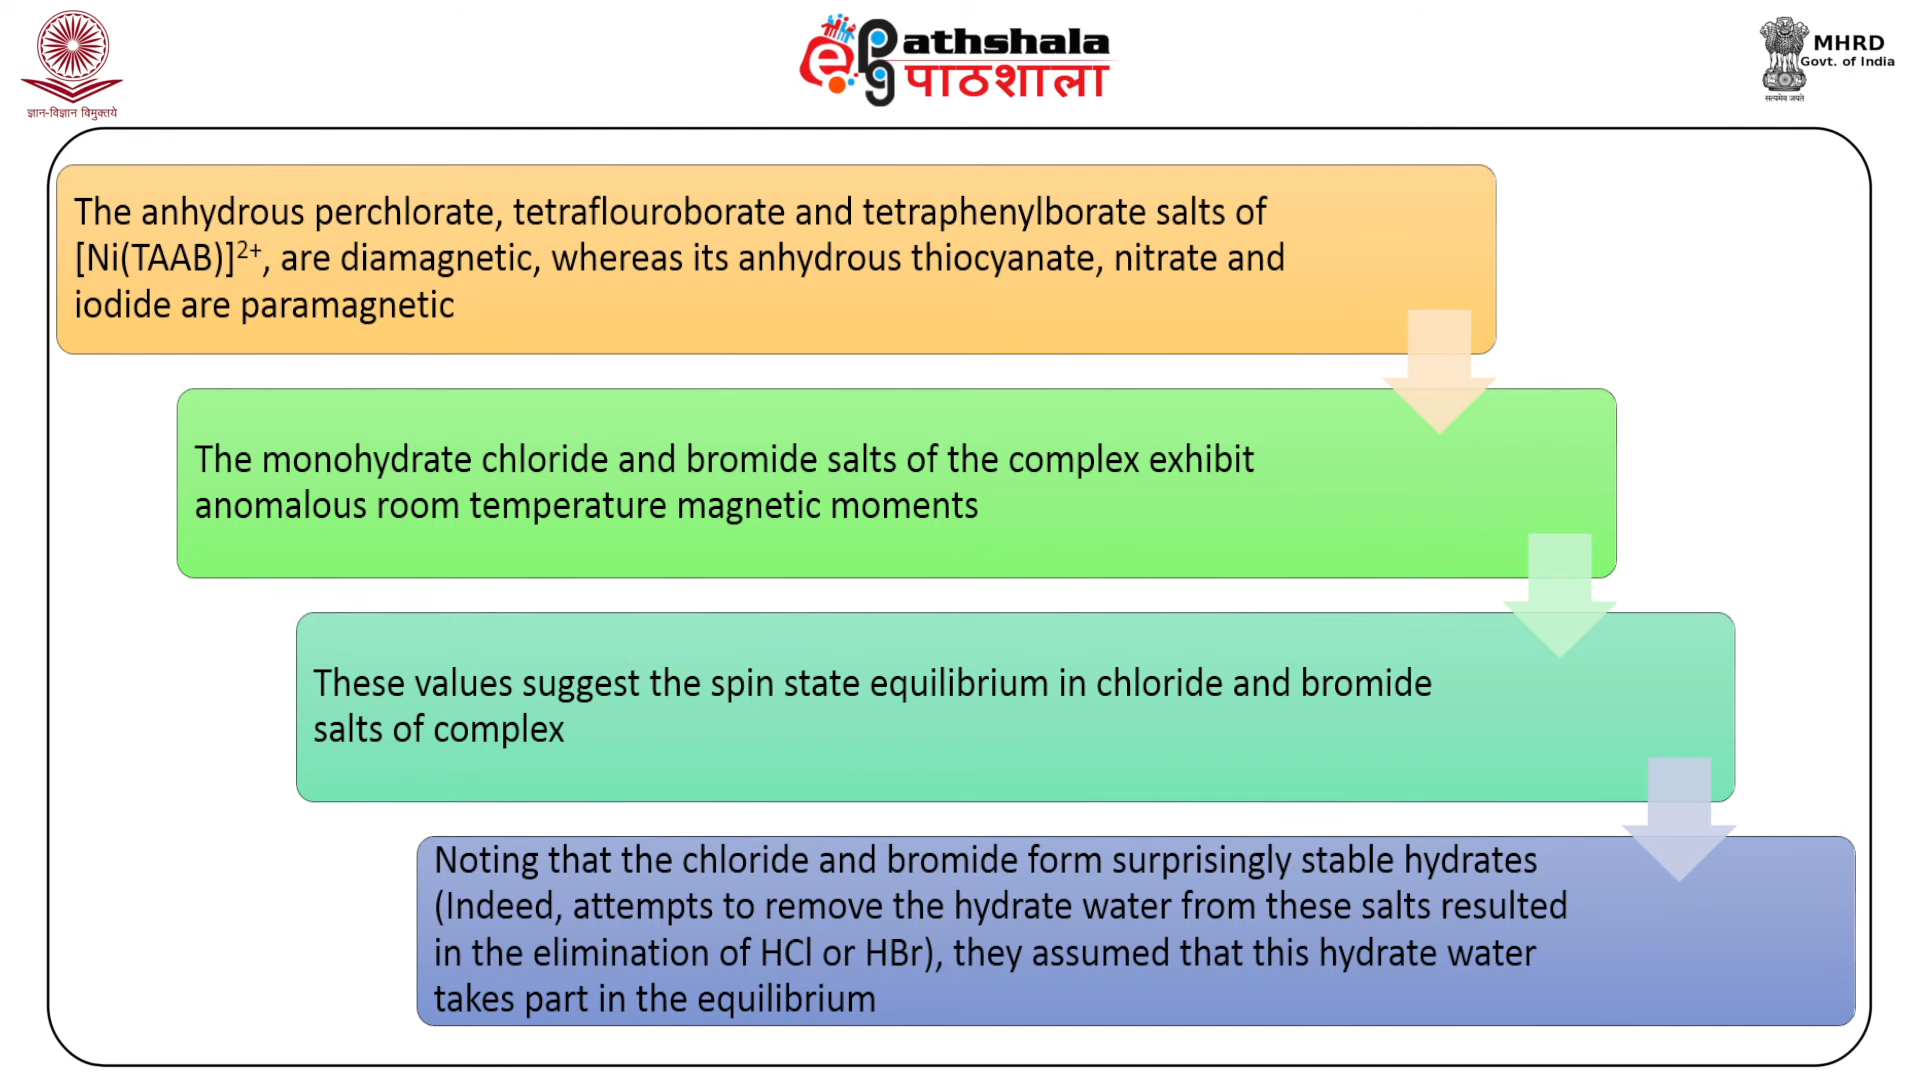 ज्ञान-विज्ञान विमुक्तये
epgathshala
पाठशाला
MHRD
Govt. of India
सत्यमेव जयते
The anhydrous perchlorate, tetraflouroborate and tetraphenylborate salts of
[Ni(TAAB)]²⁺, are diamagnetic, whereas its anhydrous thiocyanate, nitrate and
iodide are paramagnetic
The monohydrate chloride and bromide salts of the complex exhibit
anomalous room temperature magnetic moments
These values suggest the spin state equilibrium in chloride and bromide
salts of complex
Noting that the chloride and bromide form surprisingly stable hydrates
(Indeed, attempts to remove the hydrate water from these salts resulted
in the elimination of HCl or HBr), they assumed that this hydrate water
takes part in the equilibrium